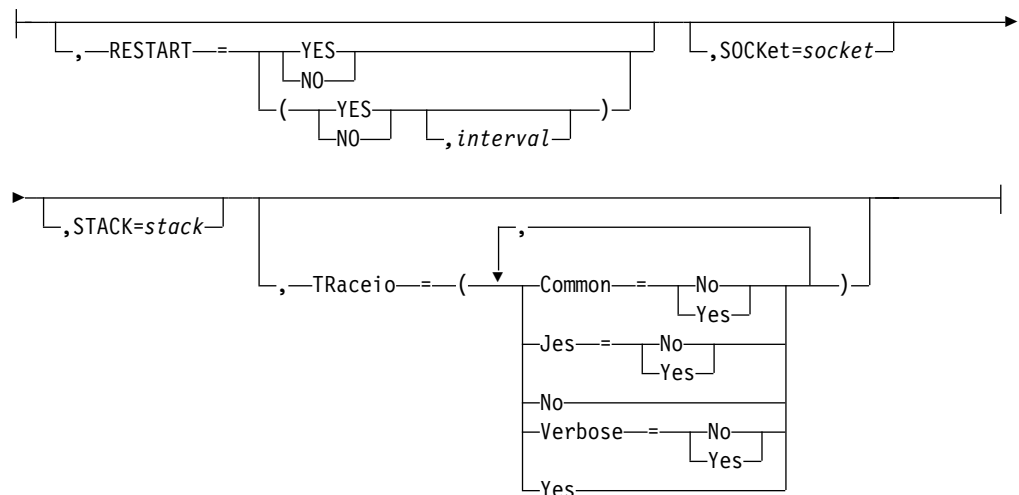 , RESTART = YES ,SOCKet=socket
NO
( YES )
NO ,interval
,STACK=stack ,
, TRaceio = ( Common = No )
Yes
Jes = No
Yes
No
Verbose = No
Yes
Yes